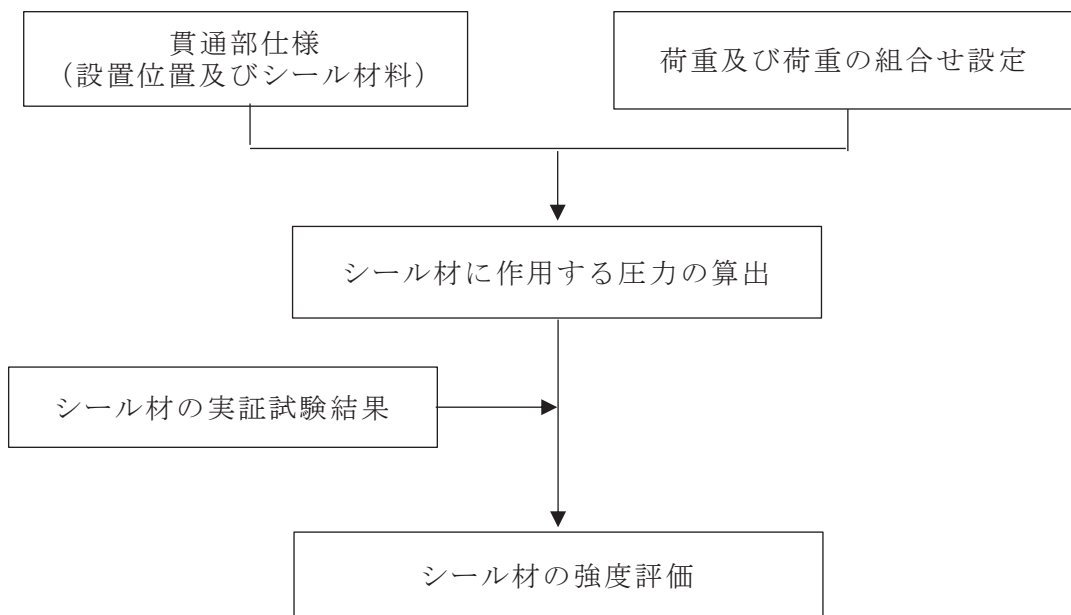 貫通部仕様
(設置位置及びシール材料)
荷重及び荷重の組合せ設定
シール材に作用する圧力の算出
シール材の実証試験結果
シール材の強度評価